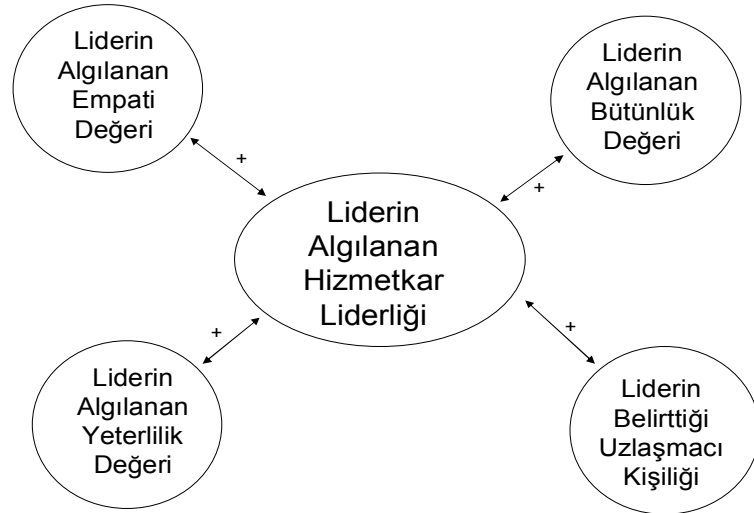 Liderin
Algılanan
Empati
Değeri
Liderin
Algılanan
Bütünlük
Değeri
+
+
Liderin
Algılanan
Hizmetkar
Liderliği
+
+
Liderin
Algılanan
Yeterlilik
Değeri
Liderin
Belirttiği
Uzlaşmacı
Kişiliği